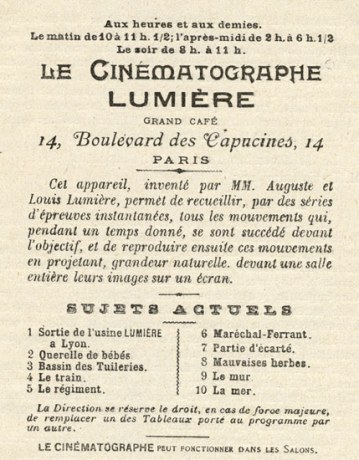 Aux heures et aux demies.
Le matin de 10 à 11 h. 1/2; l'après-midi de 2 h. à 6 h. 1/2
Le soir de 8 h. à 11 h.
LE CINÉMATOGRAPHE
LUMIÈRE
GRAND CAFÉ
14, Boulevard des Capucines, 14
PARIS
Cet appareil, inventé par MM. Auguste et
Louis Lumière, permet de recueillir, par des séries
d'épreuves instantanées, tous les mouvements qui,
pendant un temps donné, se sont succédé devant
l'objectif, et de reproduire ensuite ces mouvements
en projetant, grandeur naturelle. devant une salle
entière leurs images sur un écran.
SUJETS ACTUELS
1 Sortie de l'usine LUMIÈRE
à Lyon.
2 Querelle de bébés
3 Bassin des Tuileries.
4 Le train.
5 Le régiment.
6 Maréchal-Ferrant.
7 Partie d'écarté.
8 Mauvaises herbes.
9 Le mur.
10 La mer.
La Direction se réserve le droit, en cas de force majeure,
de remplacer un des Tableaux porté au programme par
un autre.
LE CINÉMATOGRAPHE PEUT FONCTIONNER DANS LES SALONS.